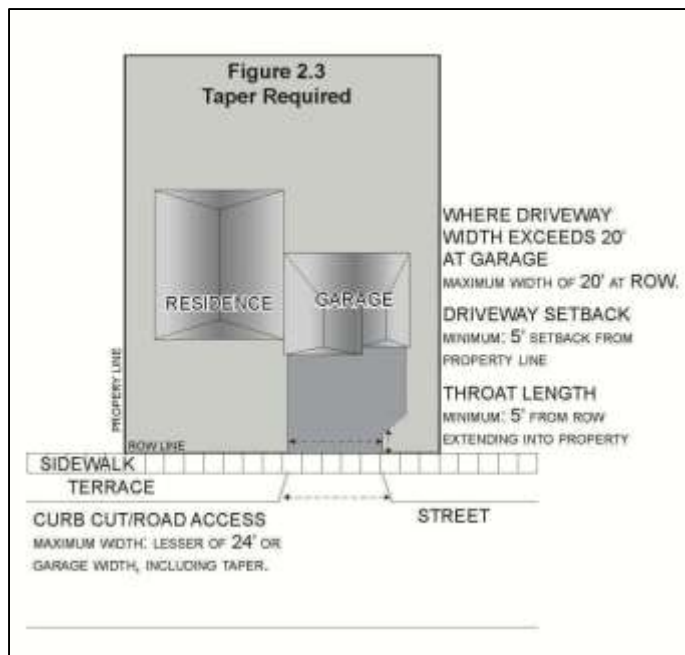 Figure 2.3
Taper Required
WHERE DRIVEWAY
WIDTH EXCEEDS 20'
AT GARAGE
MAXIMUM WIDTH OF 20' AT ROW.
RESIDENCE
GARAGE
DRIVEWAY SETBACK
MINIMUM: 5' SETBACK FROM
PROPERTY LINE
THROAT LENGTH
MINIMUM: 5' FROM ROW
EXTENDING INTO PROPERTY
PROPERY LINE
ROW LINE
SIDEWALK
TERRACE
CURB CUT/ROAD ACCESS
MAXIMUM WIDTH: LESSER OF 24' OR
GARAGE WIDTH, INCLUDING TAPER.
STREET